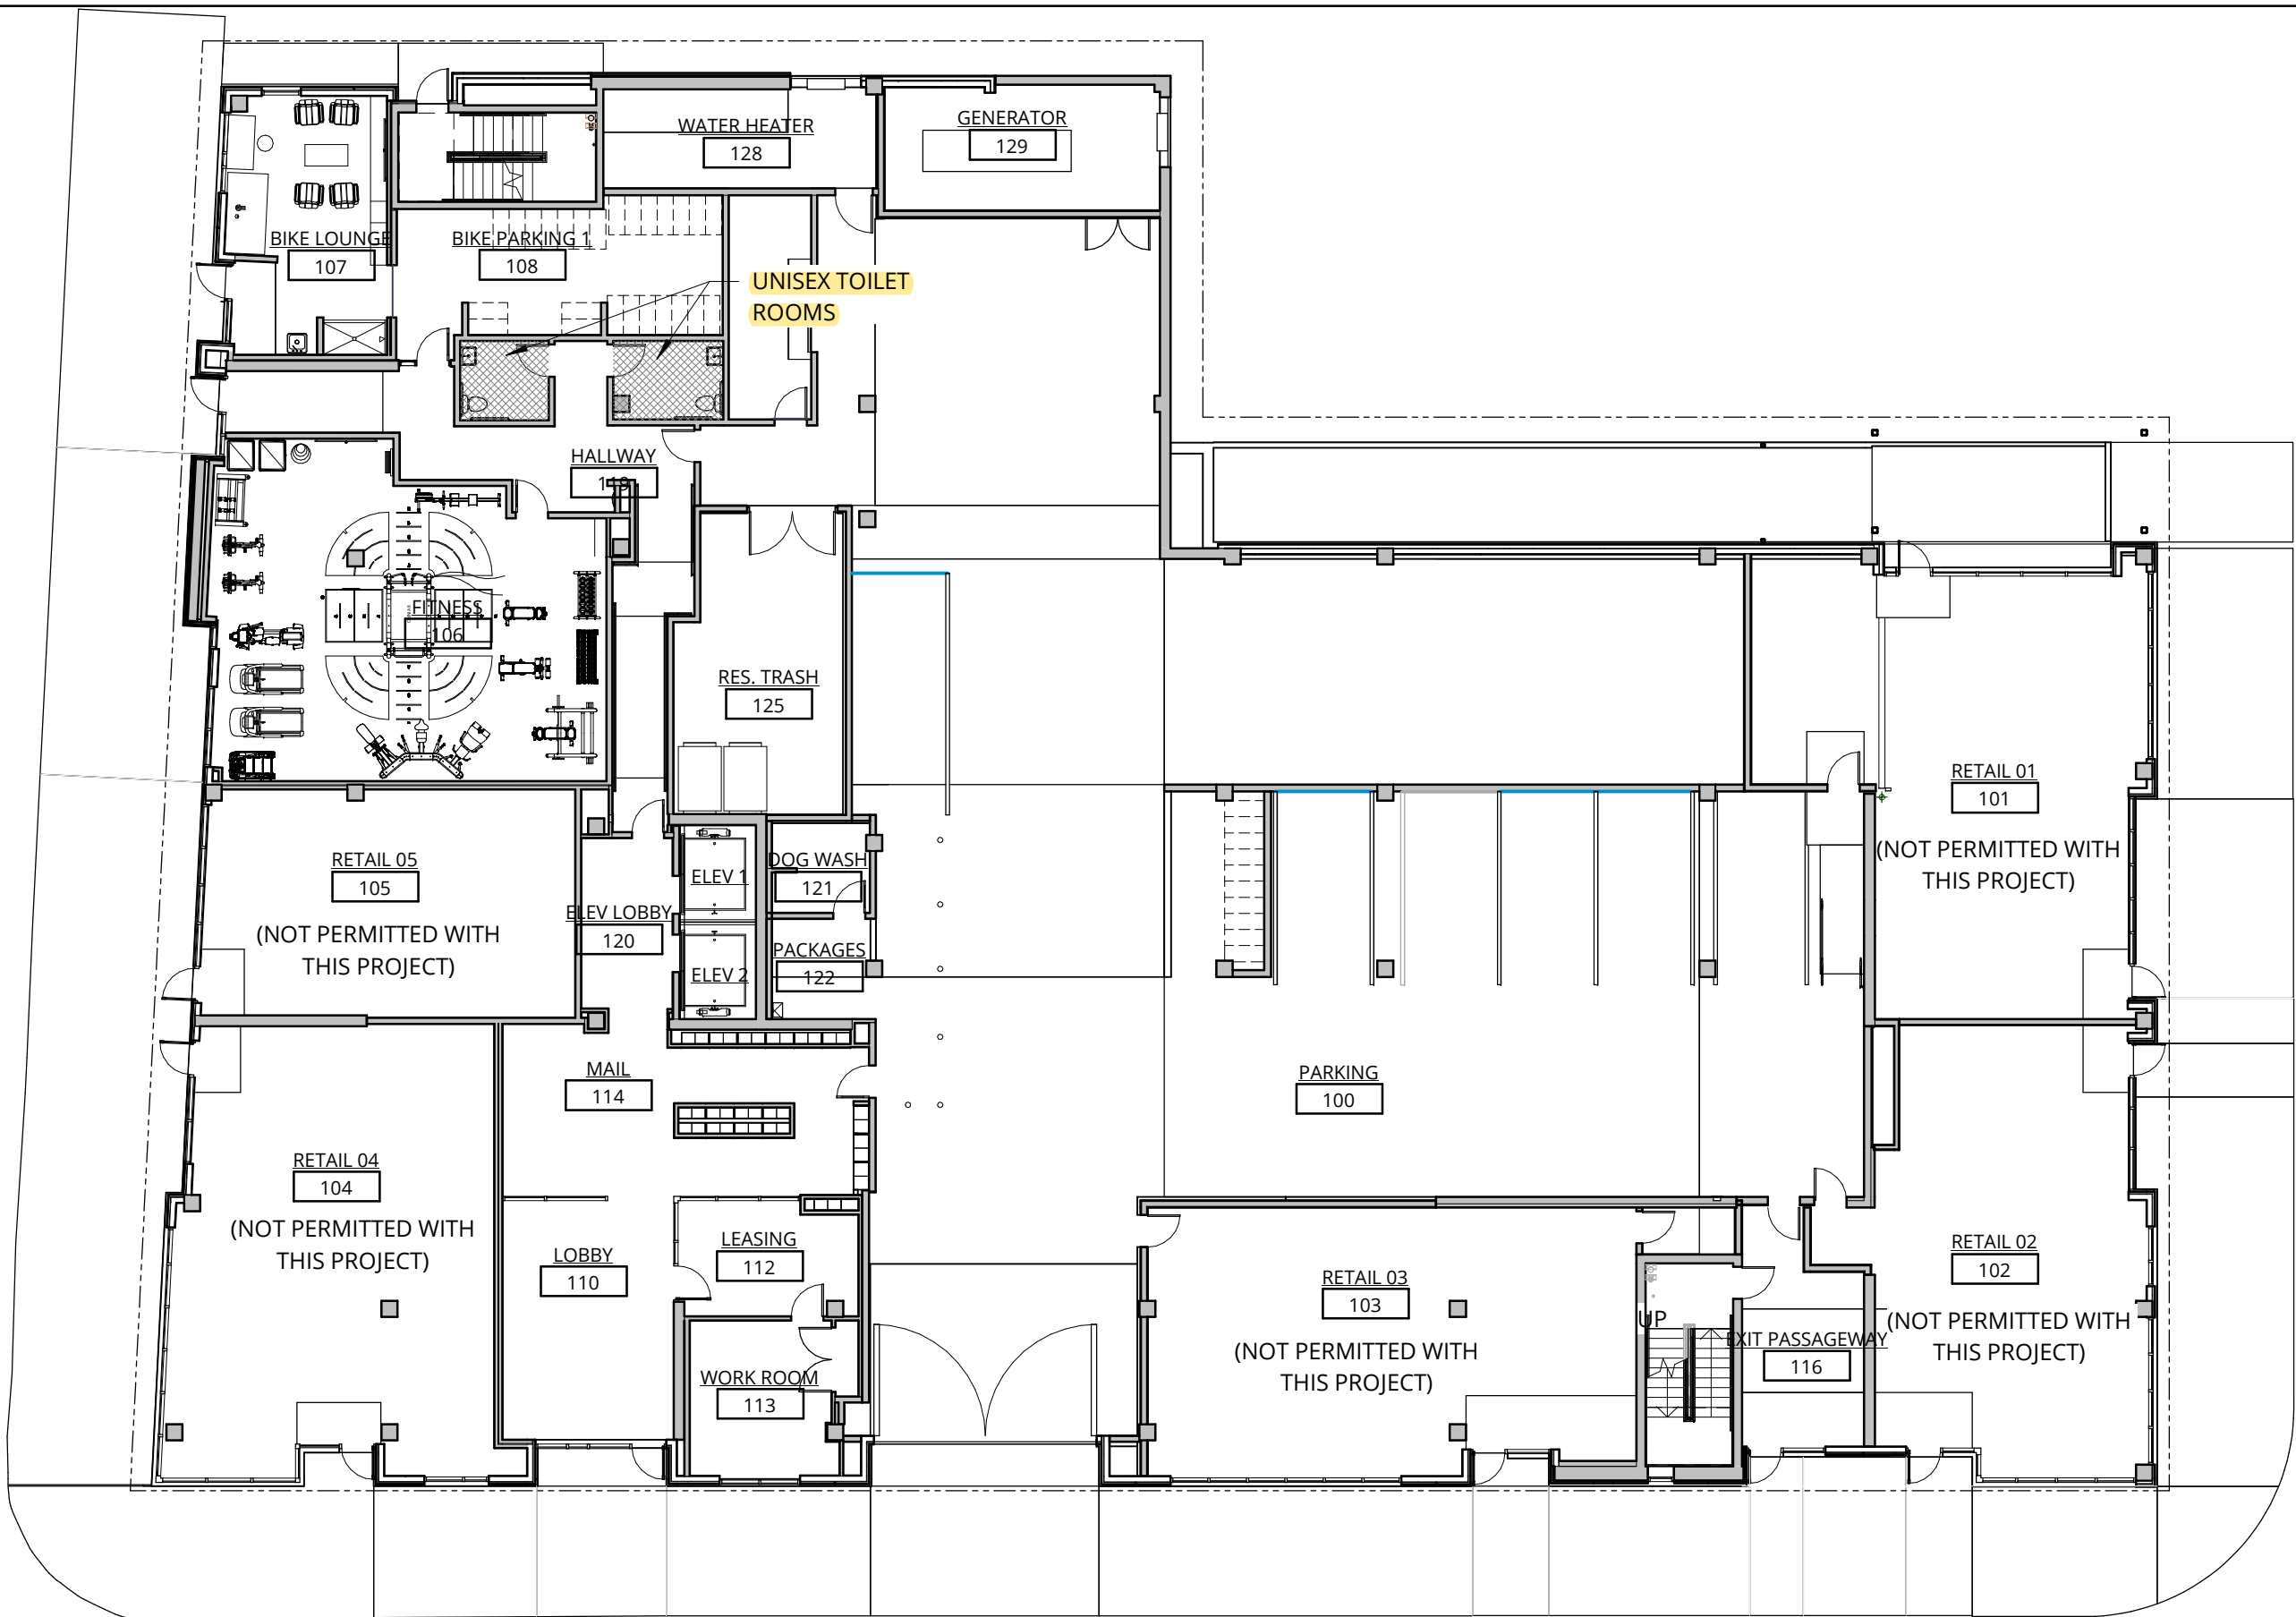 WATER HEATER
128
GENERATOR
129
BIKE LOUNGE
107
BIKE PARKING 1
108
UNISEX TOILET
ROOMS
HALLWAY
119
FITNESS
106
RES. TRASH
125
RETAIL 01
101
(NOT PERMITTED WITH
THIS PROJECT)
RETAIL 05
105
(NOT PERMITTED WITH
THIS PROJECT)
ELEV 1
DOG WASH
121
ELEV LOBBY
120
ELEV 2
PACKAGES
122
MAIL
114
PARKING
100
RETAIL 04
104
(NOT PERMITTED WITH
THIS PROJECT)
LOBBY
110
LEASING
112
RETAIL 03
103
(NOT PERMITTED WITH
THIS PROJECT)
UP
RETAIL 02
102
(NOT PERMITTED WITH
THIS PROJECT)
EXIT PASSAGEWAY
116
WORK ROOM
113